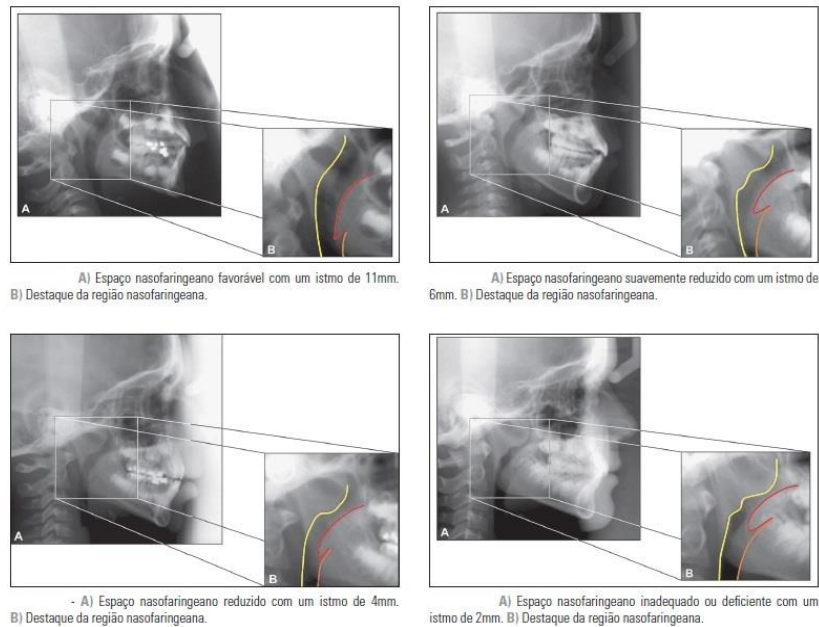 A
B
A) Espaço nasofaringeano favorável com um istmo de 11mm.
B) Destaque da região nasofaringeana.
A
B
A) Espaço nasofaringeano suavemente reduzido com um istmo de
6mm. B) Destaque da região nasofaringeana.
A
B
- A) Espaço nasofaringeano reduzido com um istmo de 4mm.
B) Destaque da região nasofaringeana.
A
B
A) Espaço nasofaringeano inadequado ou deficiente com um
istmo de 2mm. B) Destaque da região nasofaringeana.